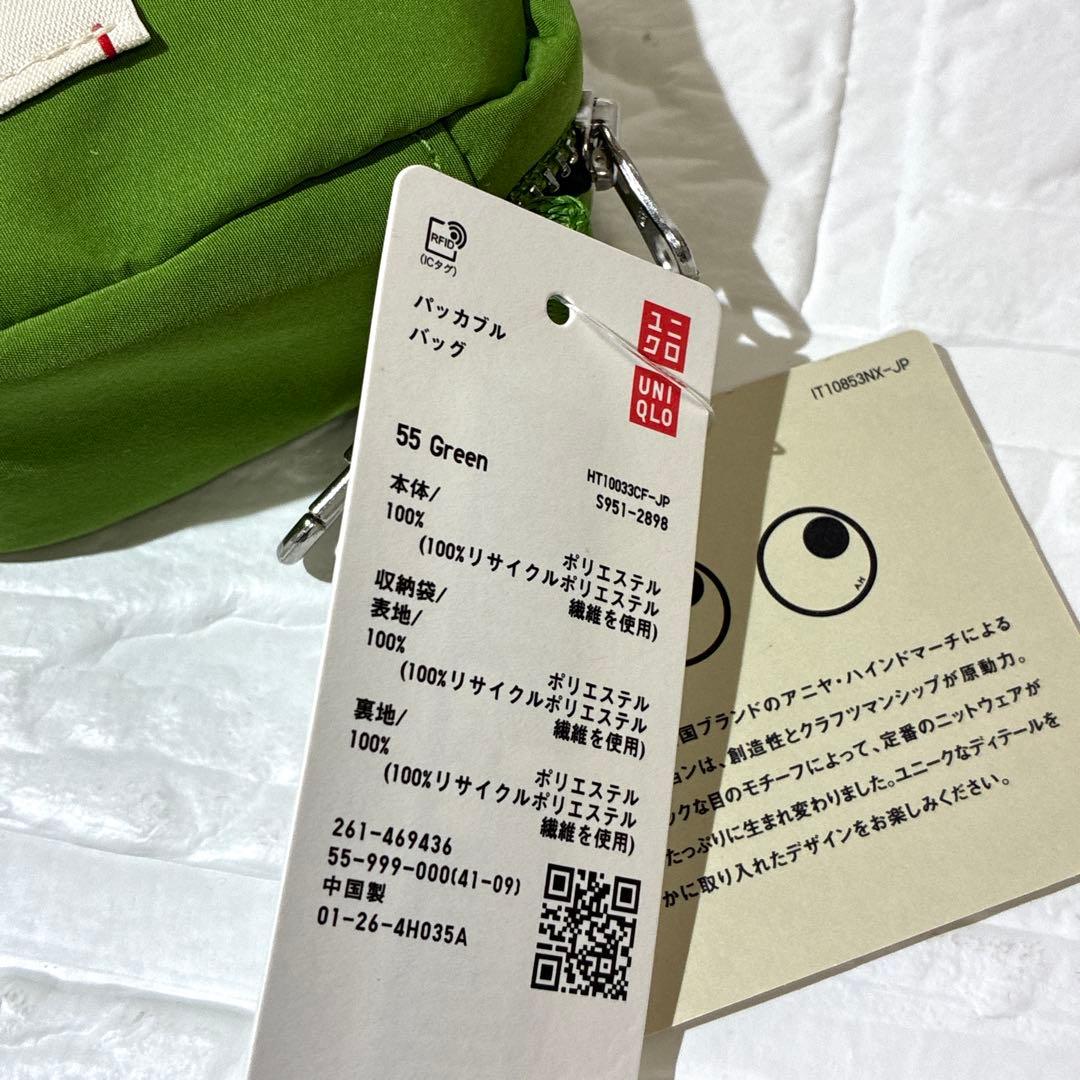 RFID
(ICタグ)
パッカブル
バッグ
ユニ
クロ
UNI
QLO
55 Green
HT10033CF-JP
S951-2898
本体/
100%
ポリエステル
(100%リサイクルポリエステル
繊維を使用)
収納袋/
表地/
100%
ポリエステル
(100%リサイクルポリエステル
繊維を使用)
裏地/
100%
ポリエステル
(100%リサイクルポリエステル
繊維を使用)
261-469436
55-999-000(41-09)
中国製
01-26-4H035A
IT10853NX-JP
AH
国ブランドのアニヤ・ハインドマーチによる
ョンは、創造性とクラフツマンシップが原動力。
ックな目のモチーフによって、定番のニットウェアが
たっぷりに生まれ変わりました。ユニークなディテールを
かに取り入れたデザインをお楽しみください。